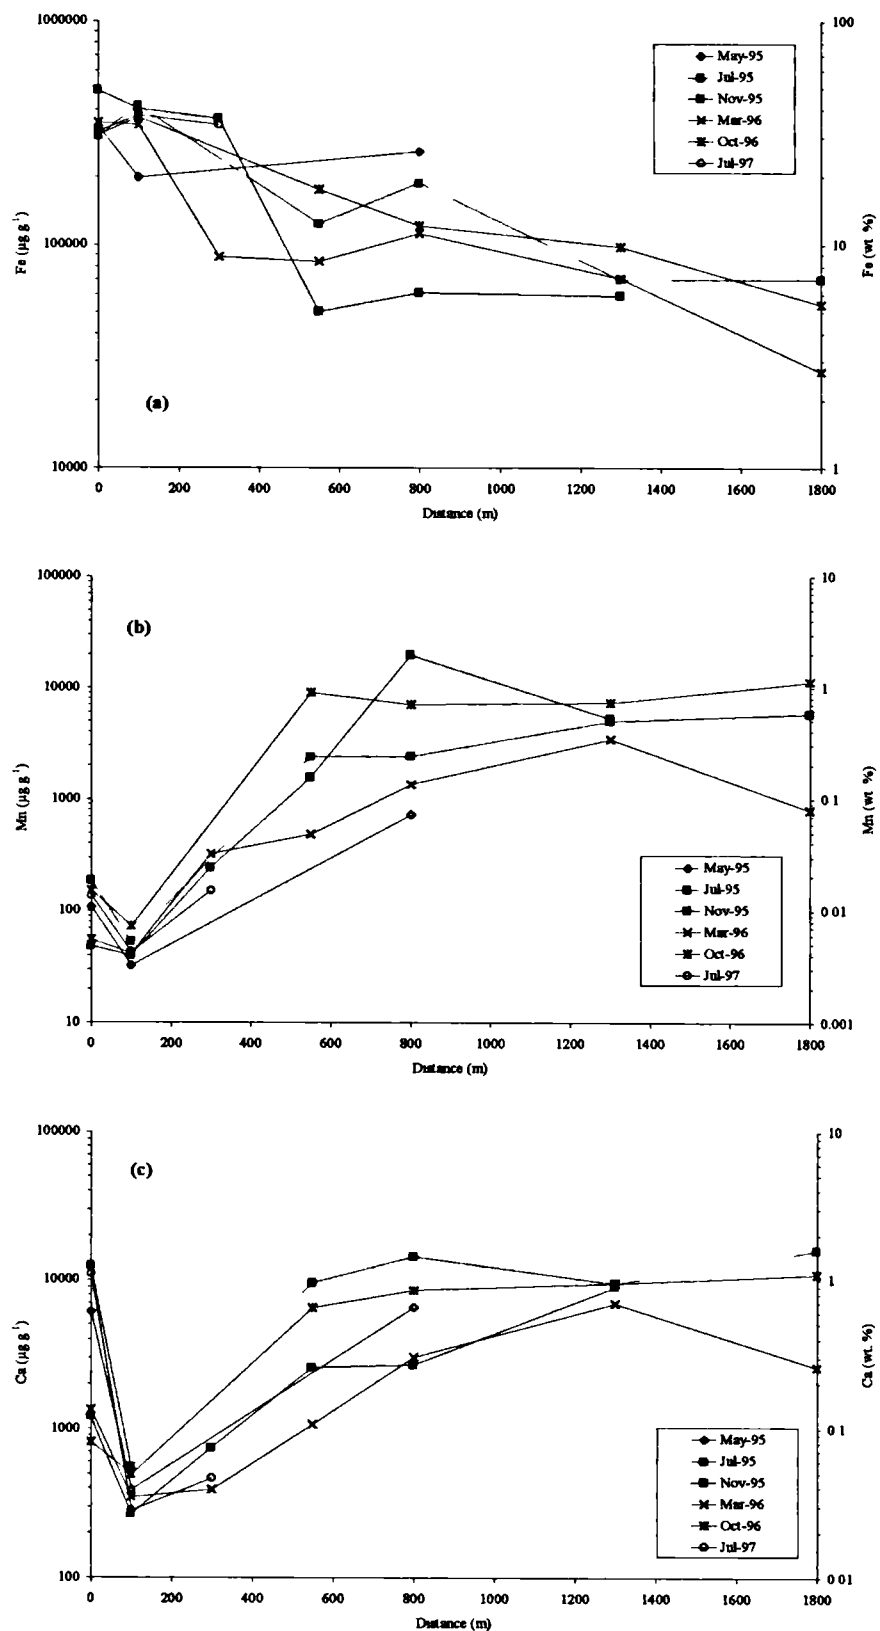 1000000
100000
10000
Fe (µg g⁻¹)
100
10
1
Fe (wt %)
May-95
Jul-95
Nov-95
Mar-96
Oct-96
Jul-97
(a)
0 200 400 600 800 1000 1200 1400 1600 1800
Distance (m)
100000
10000
1000
100
10
Mn (µg g⁻¹)
10
1
0.1
0.01
0.001
Mn (wt %)
(b)
May-95
Jul-95
Nov-95
Mar-96
Oct-96
Jul-97
0 200 400 600 800 1000 1200 1400 1600 1800
Distance (m)
100000
10000
1000
100
Ca (µg g⁻¹)
10
1
0.1
0.01
Ca (wt. %)
(c)
May-95
Jul-95
Nov-95
Mar-96
Oct-96
Jul-97
0 200 400 600 800 1000 1200 1400 1600 1800
Distance (m)